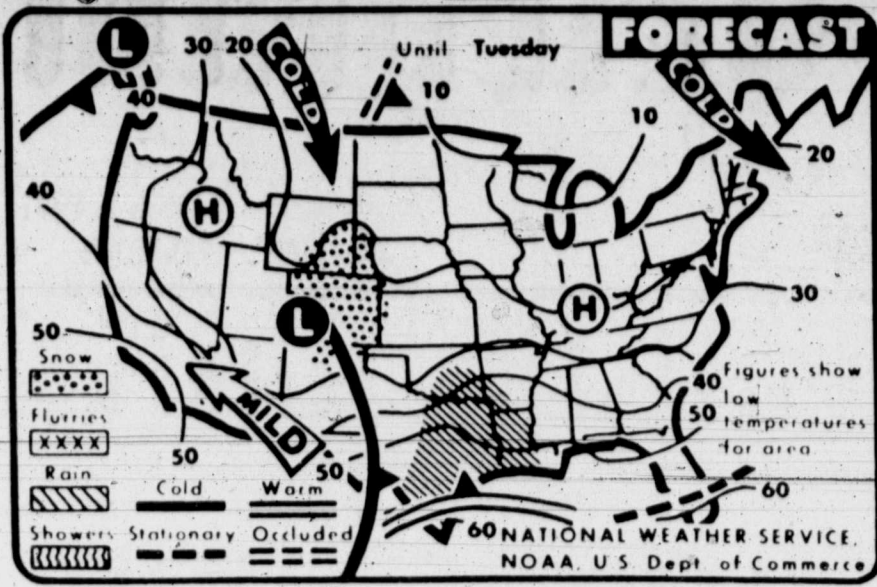 FORECAST
Until Tuesday
L
30 20 COLD
10
COLD
40
10
20
40
H
30
L
H
50
Snow
Flurries
Rain
Showers
MILD
50
50
Cold Warm
Stationary Occluded
40 Figures show
low
50 temperatures
for area
60
60 NATIONAL WEATHER SERVICE,
NOAA, U.S. Dept. of Commerce